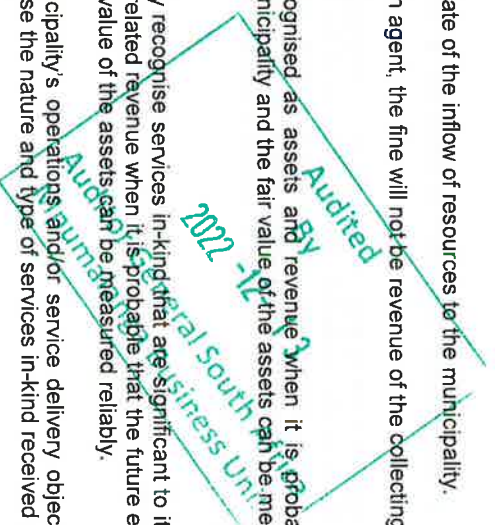 ate of the inflow of resources to the municipality.
n agent, the fine will not be revenue of the collecting
ognised as assets and revenue when it is proba
nicipality and the fair value of the assets can be me
y recognise services in-kind that are significant to it
related revenue when it is probable that the future e
value of the assets can be measured reliably.
cipality's operations and/or service delivery objec
se the nature and type of services in-kind received
Audited
By
2022 -12- 13
Auditor General South Africa
Mpumalanga Business Unit